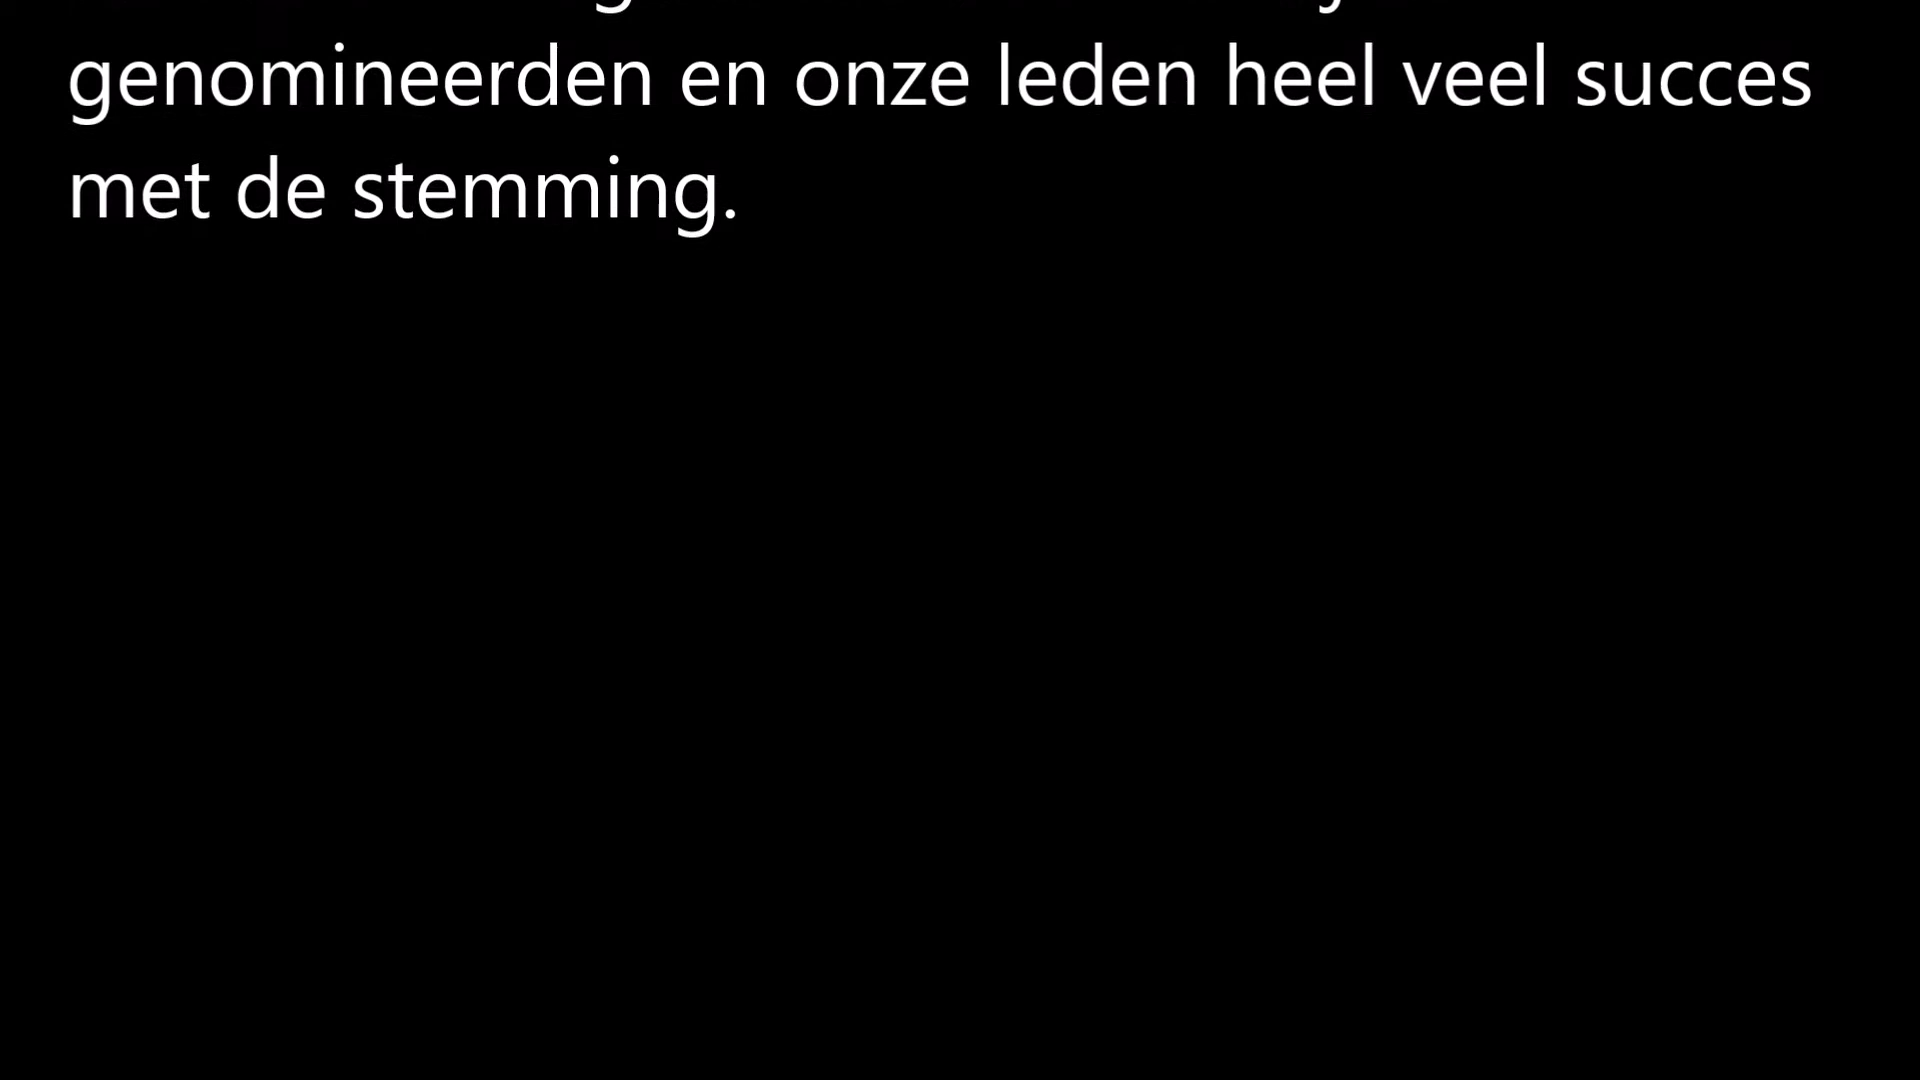 genomineerden en onze leden heel veel succes
met de stemming.